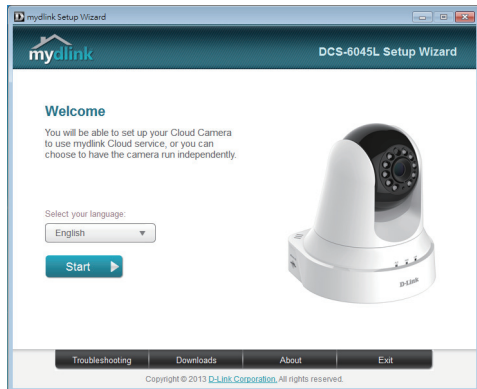 mydlink Setup Wizard
mydlink
DCS-6045L Setup Wizard
Welcome
You will be able to set up your Cloud Camera
to use mydlink Cloud service, or you can
choose to have the camera run independently.
Select your language:
English
Start
D-Link
Troubleshooting Downloads About Exit
Copyright © 2013 D-Link Corporation. All rights reserved.